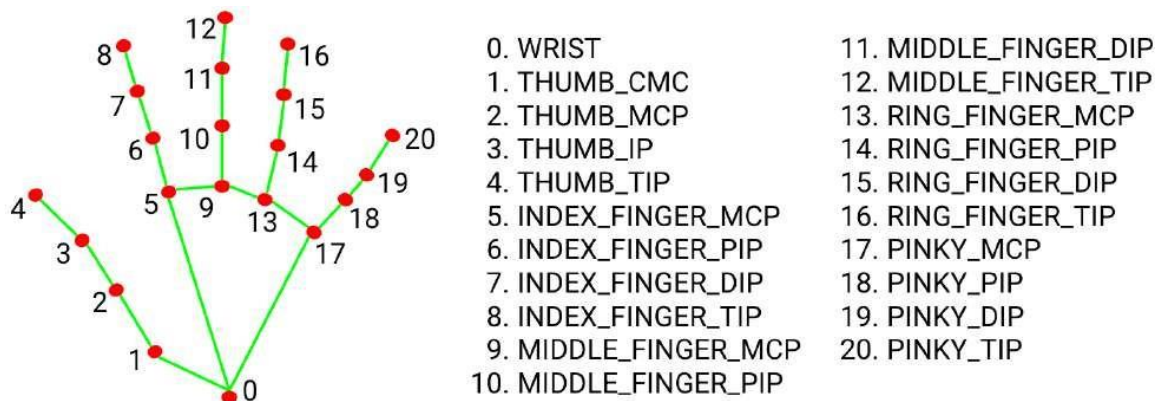 12
8
16
11
7
15
10
6
20
14
19
4
5
9
13
18
3
17
2
1
0
0. WRIST
1. THUMB_CMC
2. THUMB_MCP
3. THUMB_IP
4. THUMB_TIP
5. INDEX_FINGER_MCP
6. INDEX_FINGER_PIP
7. INDEX_FINGER_DIP
8. INDEX_FINGER_TIP
9. MIDDLE_FINGER_MCP
10. MIDDLE_FINGER_PIP
11. MIDDLE_FINGER_DIP
12. MIDDLE_FINGER_TIP
13. RING_FINGER_MCP
14. RING_FINGER_PIP
15. RING_FINGER_DIP
16. RING_FINGER_TIP
17. PINKY_MCP
18. PINKY_PIP
19. PINKY_DIP
20. PINKY_TIP